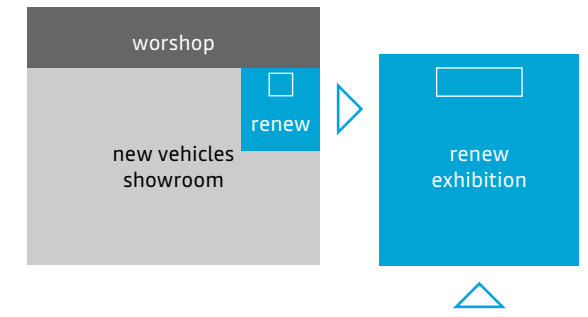 worshop
renew
new vehicles
showroom
renew
exhibition